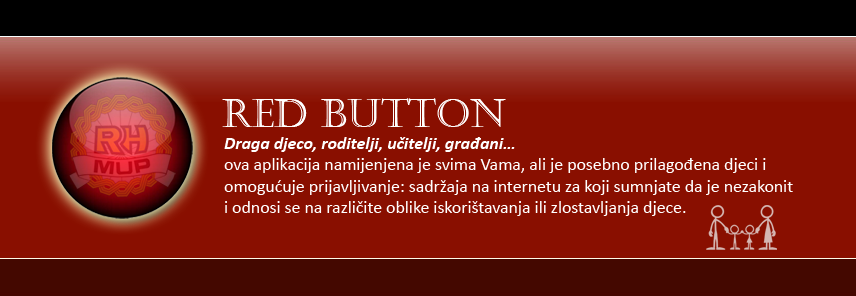 RH
MUP
RED BUTTON
Draga djeco, roditelji, učitelji, građani...
ova aplikacija namijenjena je svima Vama, ali je posebno prilagođena djeci i
omogućuje prijavljivanje: sadržaja na internetu za koji sumnjate da je nezakonit
i odnosi se na različite oblike iskorištavanja ili zlostavljanja djece.